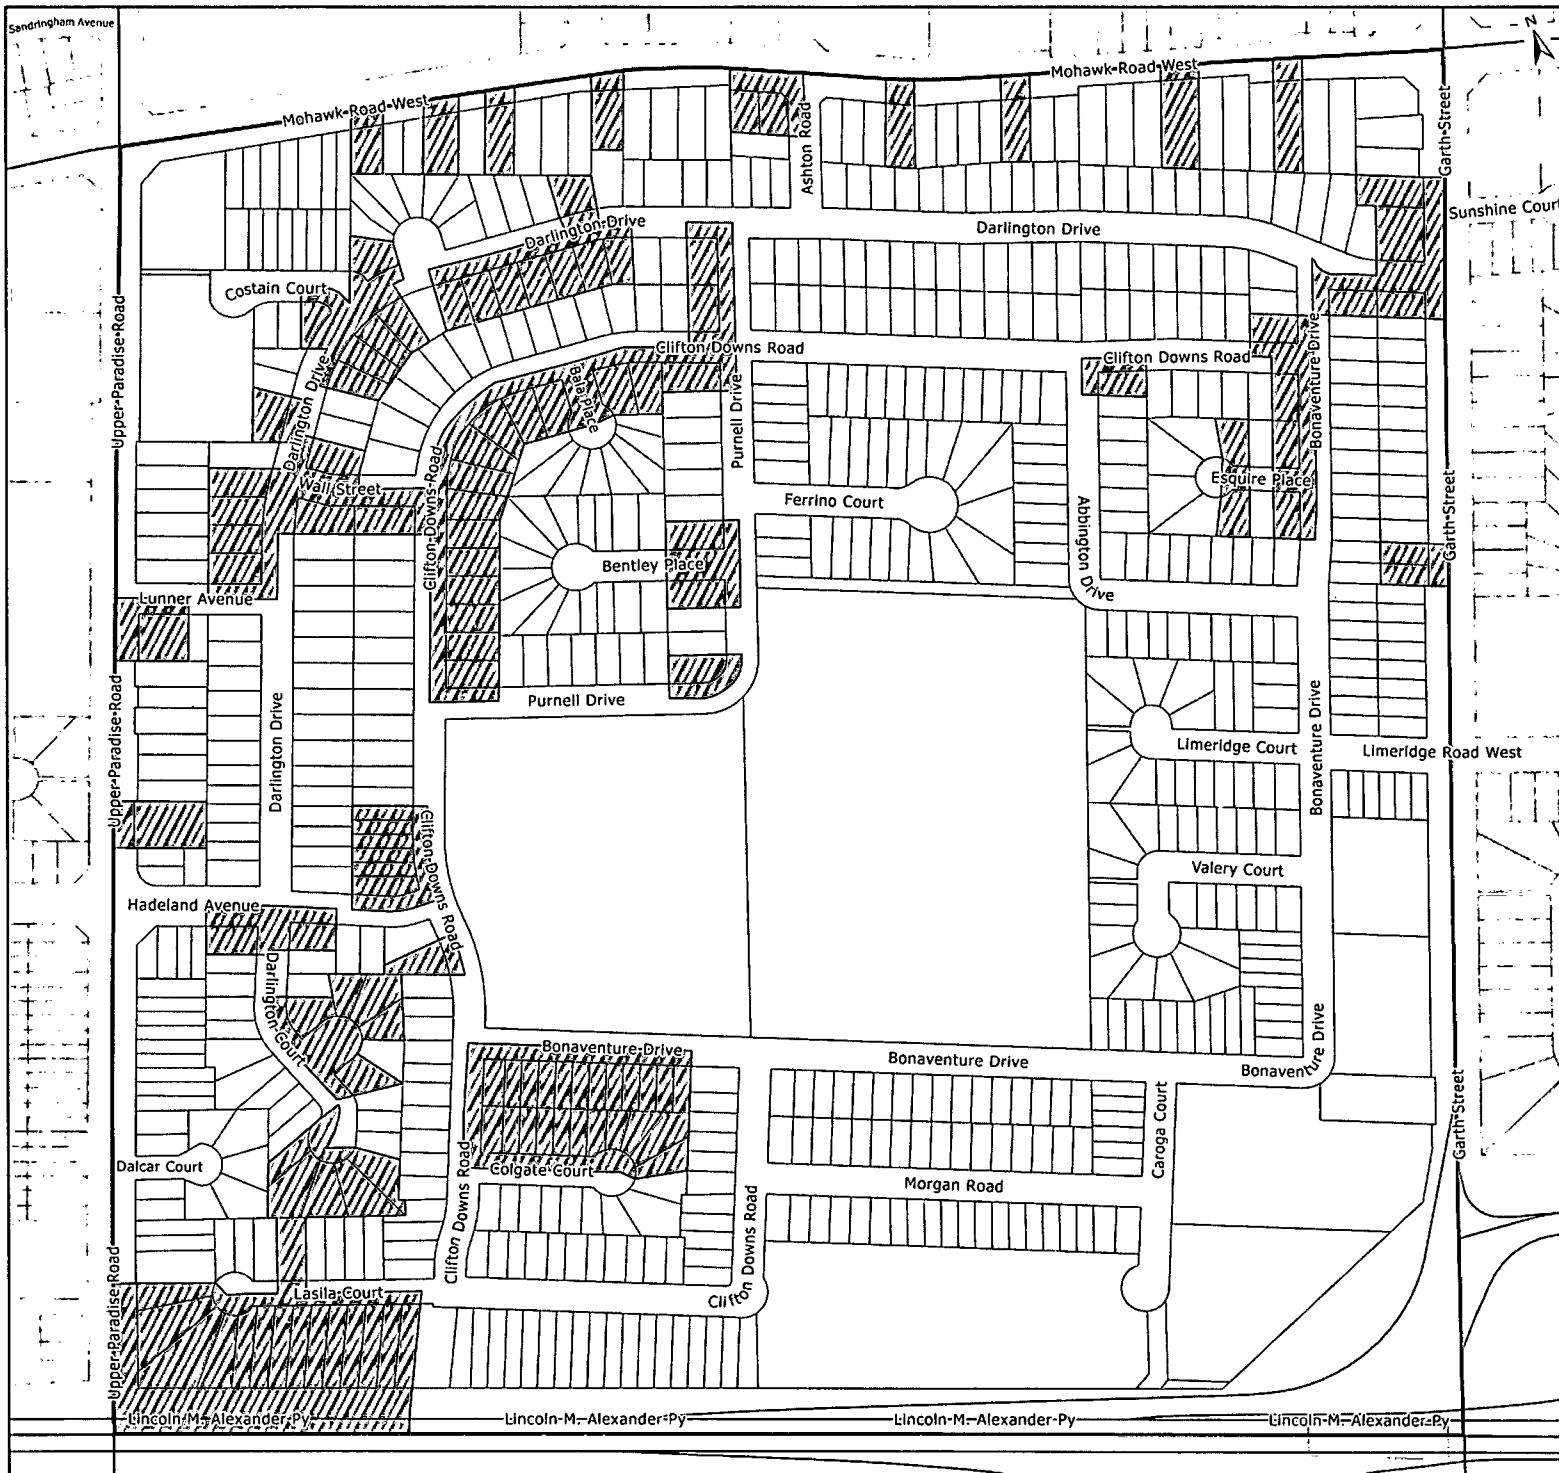 Sandringham Avenue
N
Mohawk Road West
Mohawk Road West
Garth Street
Ashton Road
Sunshine Court
Darlington Drive
Darlington Drive
Costain Court
Upper Paradise Road
Clifton Downs Road
Clifton Downs Road
Bonaventure Drive
Darlington Drive
Bala Place
Purnell Drive
Clifton Downs Road
Wall Street
Esquire Place
Ferrino Court
Abbington Drive
Garth Street
Bentley Place
Lunner Avenue
Purnell Drive
Upper Paradise Road
Darlington Drive
Bonaventure Drive
Limeridge Court
Limeridge Road West
Clifton Downs Road
Valery Court
Hadeland Avenue
Darlington Court
Bonaventure Drive
Bonaventure Drive
Bonaventure Drive
Garth Street
Caroga Court
Dalcar Court
Colgate Court
Clifton Downs Road
Morgan Road
Clifton Downs Road
Upper Paradise Road
Lasila Court
Lincoln M. Alexander Py
Lincoln M. Alexander Py
Lincoln M. Alexander Py
Lincoln M. Alexander Py